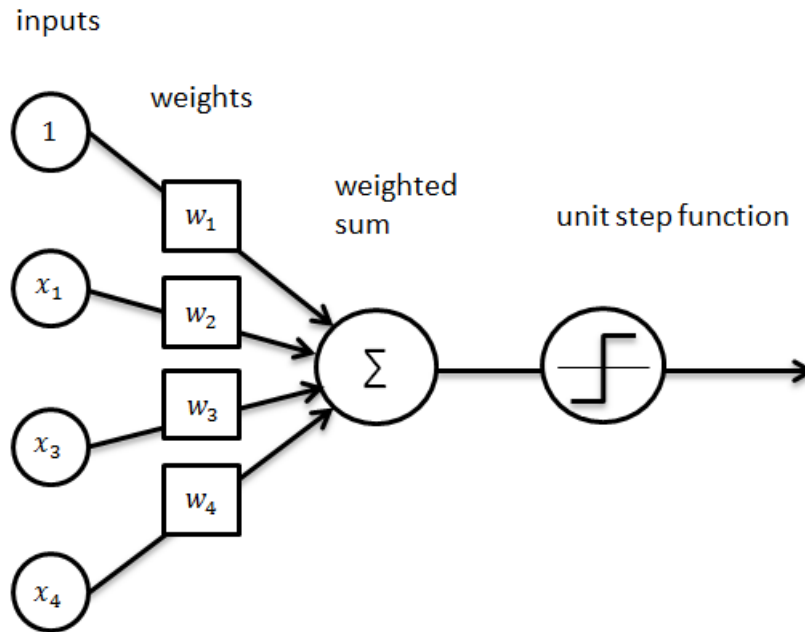 inputs
weights
1
weighted
sum
w₁
unit step function
x₁
w₂
∑
w₃
x₃
w₄
x₄